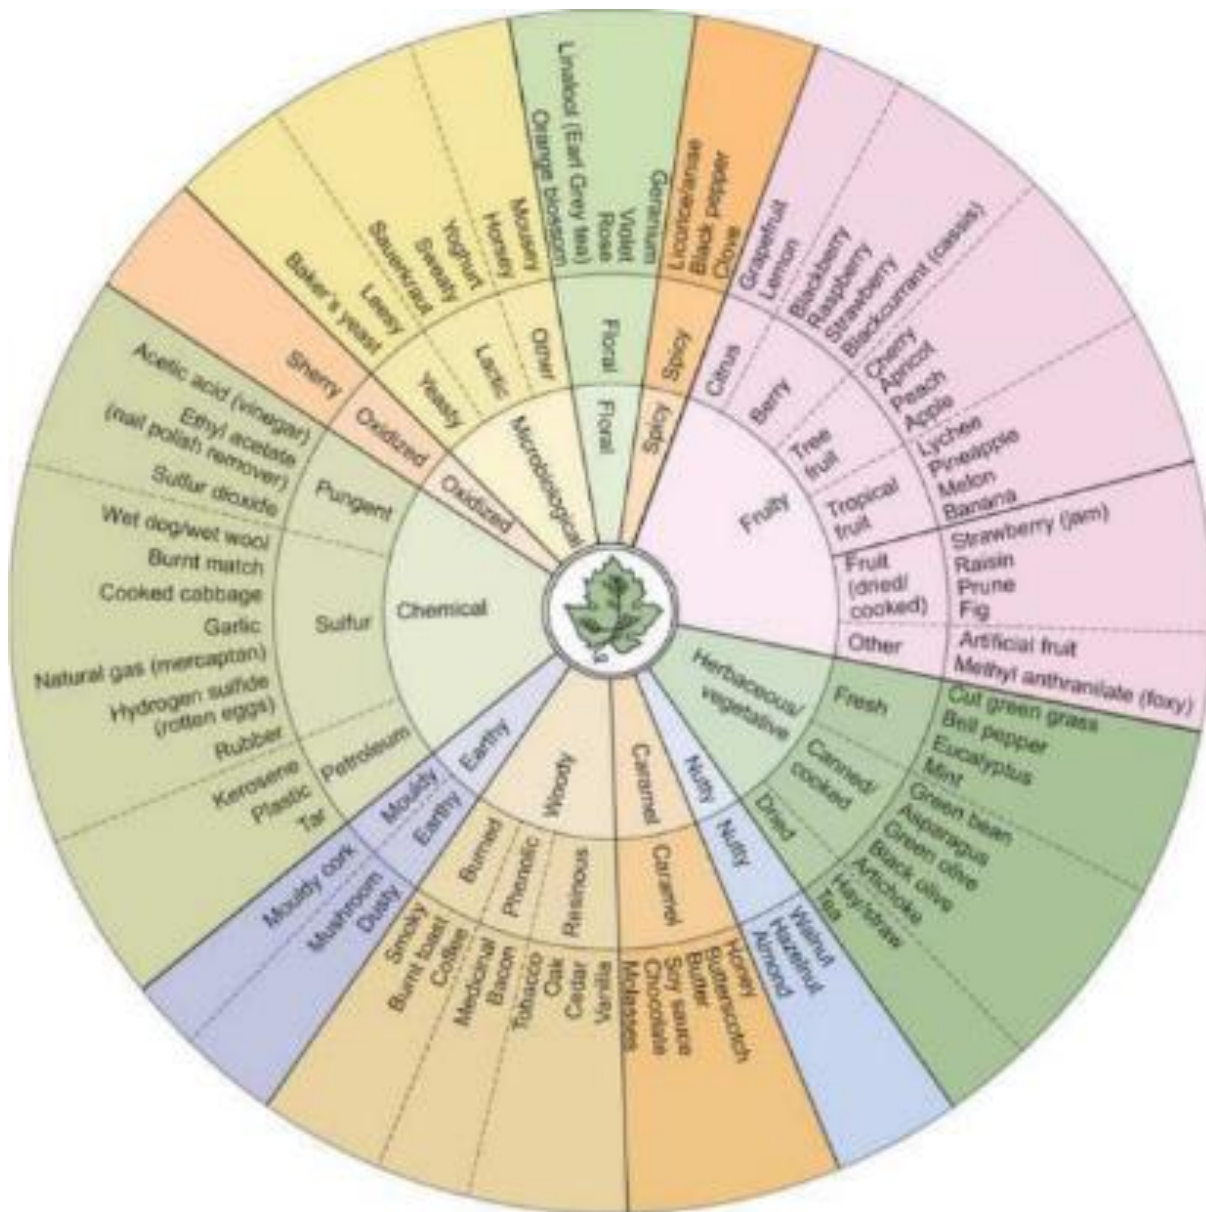 Floral
Floral
Linalool (Earl Grey tea)
Orange blossom
Rose
Violet
Geranium
Spicy
Spicy
Licorice/anise
Black pepper
Clove
Fruity
Citrus
Grapefruit
Lemon
Berry
Blackberry
Raspberry
Strawberry
Blackcurrant (cassis)
Tree
fruit
Cherry
Apricot
Peach
Apple
Tropical
fruit
Lychee
Pineapple
Melon
Banana
Fruit
(dried/
cooked)
Strawberry (jam)
Raisin
Prune
Fig
Other
Artificial fruit
Methyl anthranilate (foxy)
Herbaceous/
vegetative
Fresh
Cut green grass
Bell pepper
Eucalyptus
Mint
Canned/
cooked
Green bean
Asparagus
Green olive
Black olive
Artichoke
Dried
Hay/straw
Tea
Nutty
Nutty
Walnut
Hazelnut
Almond
Caramel
Caramel
Honey
Butterscotch
Butter
Soy sauce
Chocolate
Molasses
Woody
Resinous
Vanilla
Cedar
Oak
Tobacco
Phenolic
Bacon
Medicinal
Burned
Coffee
Burnt toast
Smoky
Earthy
Earthy
Dusty
Mushroom
Mouldy
Mouldy cork
Chemical
Petroleum
Tar
Plastic
Kerosene
Sulfur
Rubber
Hydrogen sulfide
(rotten eggs)
Natural gas (mercaptan)
Garlic
Cooked cabbage
Burnt match
Wet dog/wet wool
Pungent
Sulfur dioxide
Ethyl acetate
(nail polish remover)
Acetic acid (vinegar)
Oxidized
Oxidized
Sherry
Microbiological
Yeasty
Baker's yeast
Leesy
Lactic
Sauerkraut
Sweaty
Yoghurt
Other
Horsey
Mousey